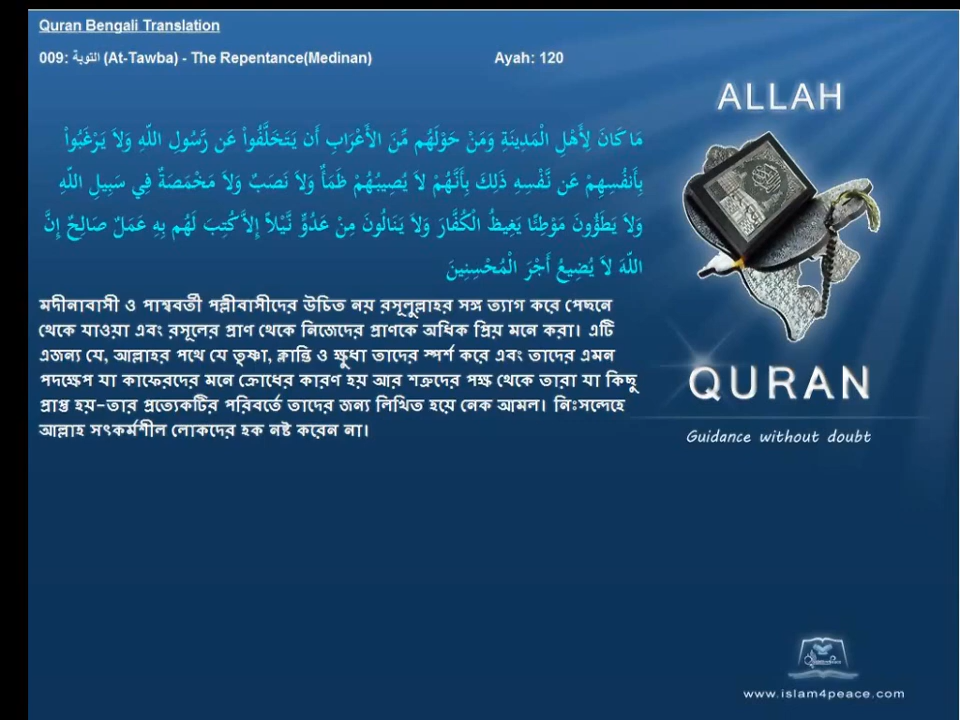 Quran Bengali Translation
009: التوبة (At-Tawba) - The Repentance(Medinan) Ayah: 120
مَا كَانَ لِأَهْلِ الْمَدِينَةِ وَمَنْ حَوْلَهُم مِّنَ الأَعْرَابِ أَن يَتَخَلَّفُواْ عَن رَّسُولِ اللّهِ وَلاَ يَرْغَبُواْ
بِأَنفُسِهِمْ عَن نَّفْسِهِ ذَلِكَ بِأَنَّهُمْ لاَ يُصِيبُهُمْ ظَمَأٌ وَلاَ نَصَبٌ وَلاَ مَخْمَصَةٌ فِي سَبِيلِ اللّهِ
وَلاَ يَطَؤُونَ مَوْطِئًا يَغِيظُ الْكُفَّارَ وَلاَ يَنَالُونَ مِنْ عَدُوٍّ نَّيْلاً إِلاَّ كُتِبَ لَهُم بِهِ عَمَلٌ صَالِحٌ إِنَّ
اللّهَ لاَ يُضِيعُ أَجْرَ الْمُحْسِنِينَ
মদীনাবাসী ও পাশ্ববর্তী পল্লীবাসীদের উচিত নয় রসূলুল্লাহর সঙ্গ ত্যাগ করে পেছনে
থেকে যাওয়া এবং রসূলের প্রাণ থেকে নিজেদের প্রাণকে অধিক প্রিয় মনে করা। এটি
এজন্য যে, আল্লাহর পথে যে তৃষ্ণা, ক্লান্তি ও ক্ষুধা তাদের স্পর্শ করে এবং তাদের এমন
পদক্ষেপ যা কাফেরদের মনে ক্রোধের কারণ হয় আর শত্রুদের পক্ষ থেকে তারা যা কিছু
প্রাপ্ত হয়-তার প্রত্যেকটির পরিবর্তে তাদের জন্য লিখিত হয়ে নেক আমল। নিঃসন্দেহে
আল্লাহ সৎকর্মশীল লোকদের হক নষ্ট করেন না।
ALLAH
QURAN
Guidance without doubt
www.islam4peace.com